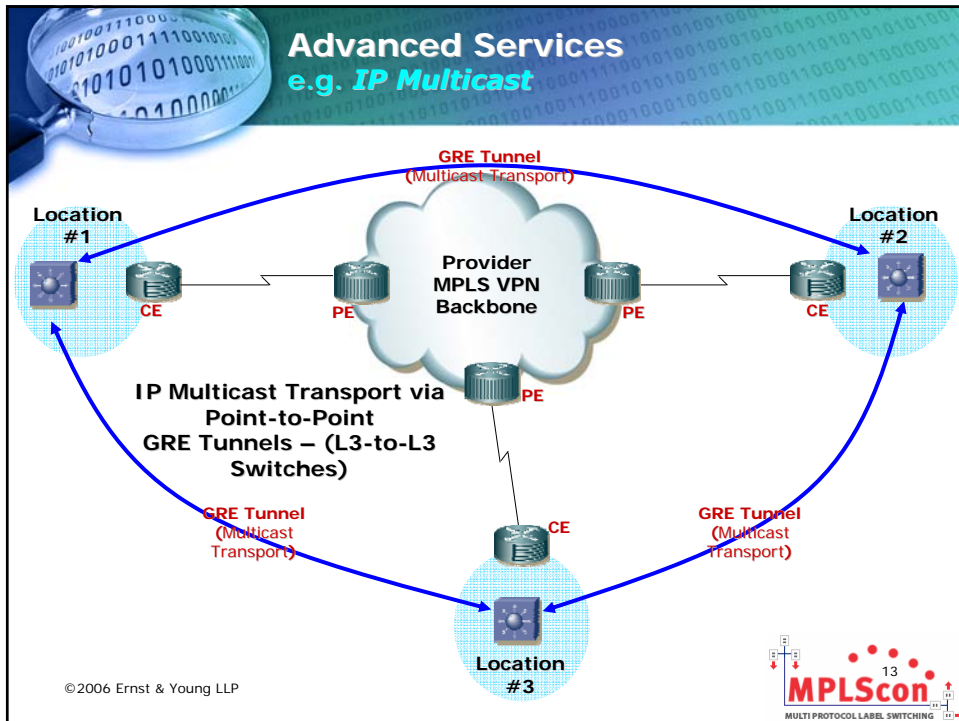 Advanced Services
e.g. IP Multicast
GRE Tunnel
(Multicast Transport)
Location
#1
Location
#2
Provider
MPLS VPN
Backbone
CE
PE
PE
CE
PE
IP Multicast Transport via
Point-to-Point
GRE Tunnels – (L3-to-L3
Switches)
GRE Tunnel
(Multicast
Transport)
GRE Tunnel
(Multicast
Transport)
CE
Location
#3
©2006 Ernst & Young LLP
13
MPLScon
MULTI PROTOCOL LABEL SWITCHING